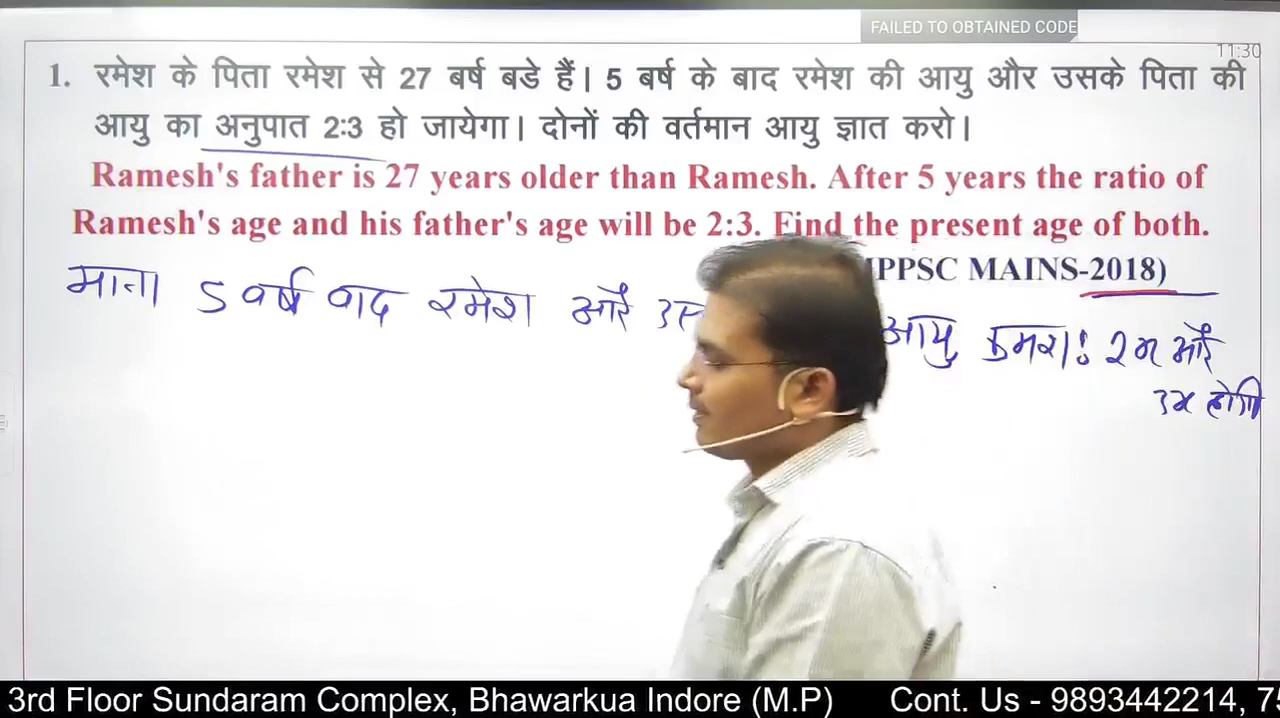 FAILED TO OBTAINED CODE
11:30
1. रमेश के पिता रमेश से 27 बर्ष बडे हैं। 5 बर्ष के बाद रमेश की आयु और उसके पिता की
आयु का अनुपात 2:3 हो जायेगा। दोनों की वर्तमान आयु ज्ञात करो।
Ramesh's father is 27 years older than Ramesh. After 5 years the ratio of
Ramesh's age and his father's age will be 2:3. Find the present age of both.
MPPSC MAINS-2018)
माना 5 वर्ष बाद रमेश और आयु क्रमशः 2x और
3x होगी
3rd Floor Sundaram Complex, Bhawarkua Indore (M.P) Cont. Us - 9893442214, 75